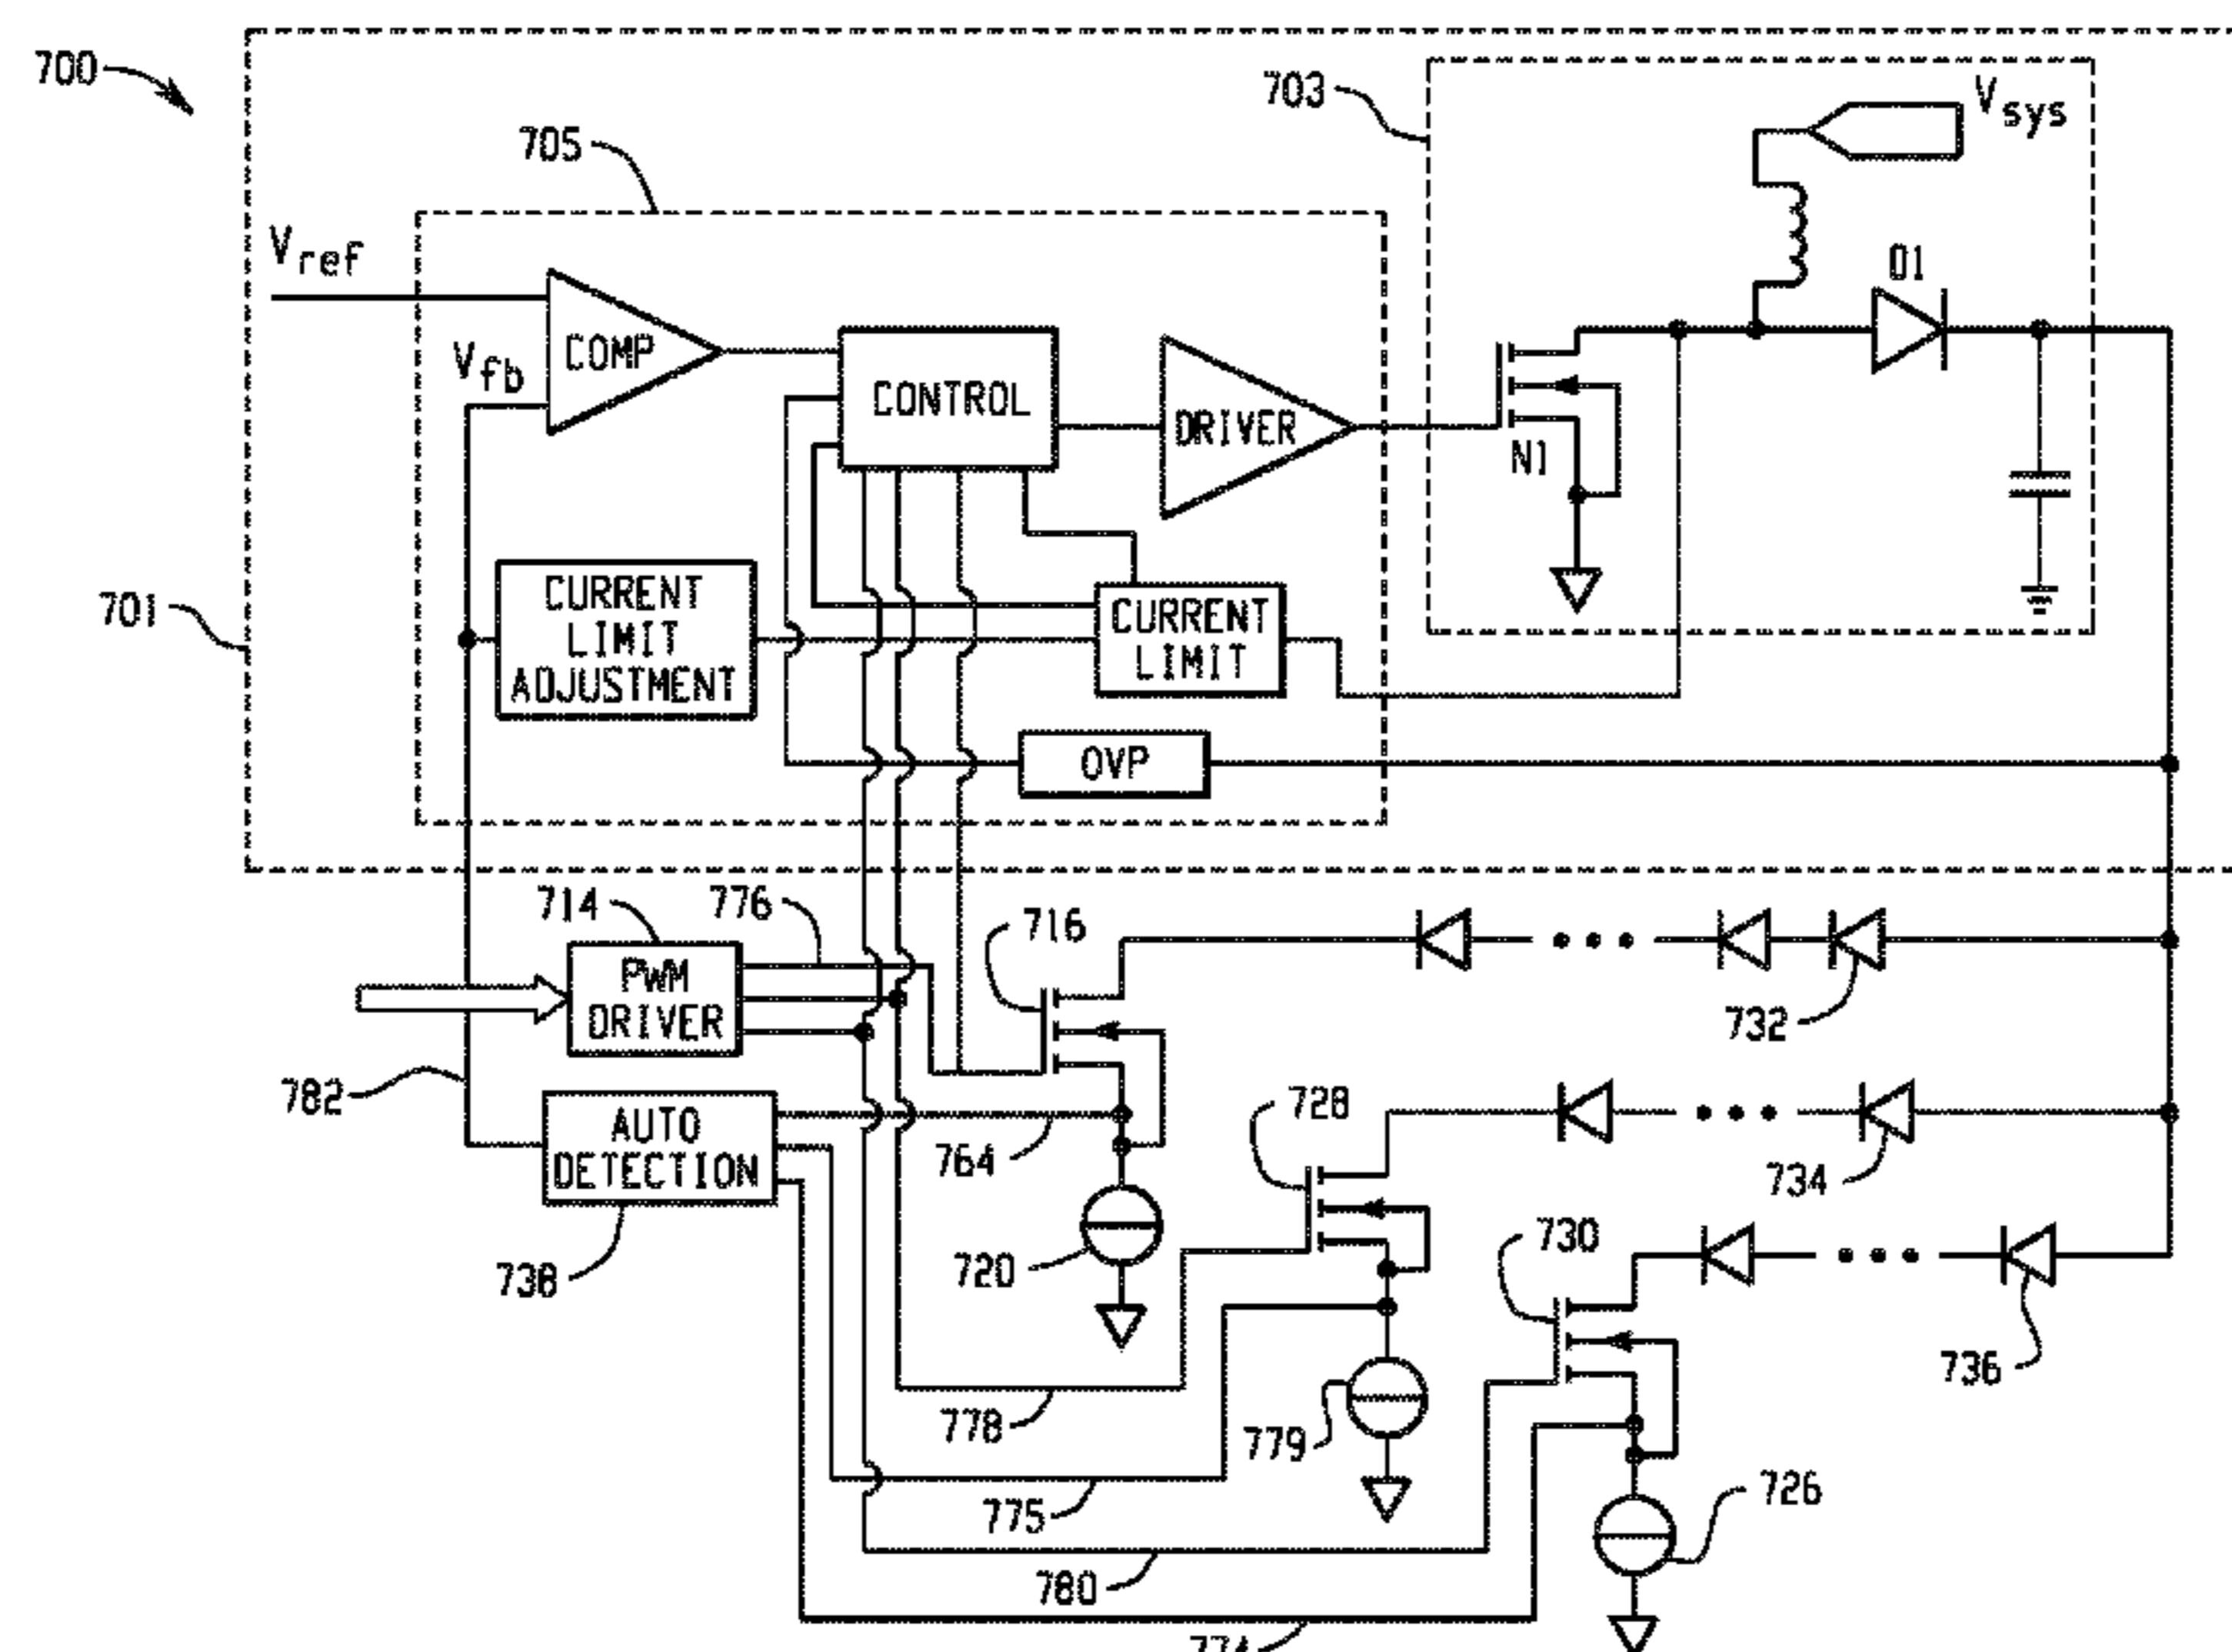 700
703
Vsys
705
Vref
01
COMP
Vfb
CONTROL
DRIVER
N1
CURRENT
LIMIT
ADJUSTMENT
CURRENT
LIMIT
701
OVP
714
776
716
PWM
DRIVER
732
782
728
AUTO
DETECTION
764
734
738
720
730
736
778
779
775
726
780